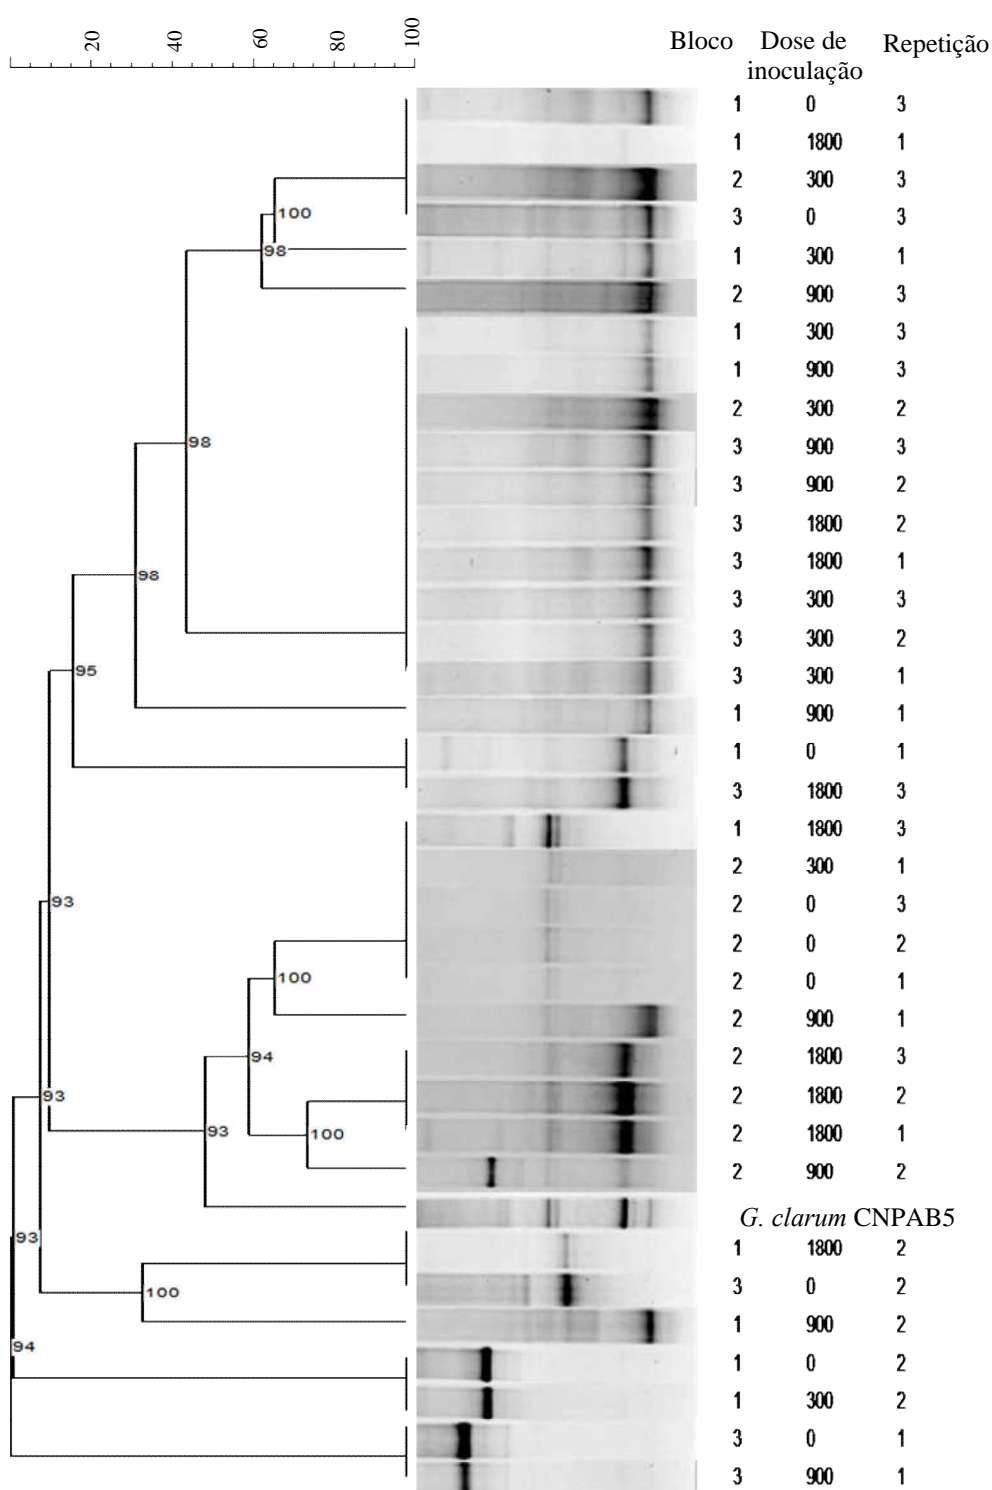 20 40 60 80 100
Bloco Dose de inoculação Repetição
1 0 3
1 1800 1
2 300 3
3 0 3
100
1 300 1
98
2 900 3
1 300 3
1 900 3
2 300 2
3 900 3
98
3 900 2
3 1800 2
3 1800 1
98
3 300 3
3 300 2
3 300 1
95
1 900 1
1 0 1
3 1800 3
1 1800 3
2 300 1
2 0 3
93
2 0 2
2 0 1
100
2 900 1
2 1800 3
94
2 1800 2
93
2 1800 1
93 100
2 900 2
G. clarum CNPAB5
93
1 1800 2
3 0 2
100
1 900 2
94
1 0 2
1 300 2
3 0 1
3 900 1